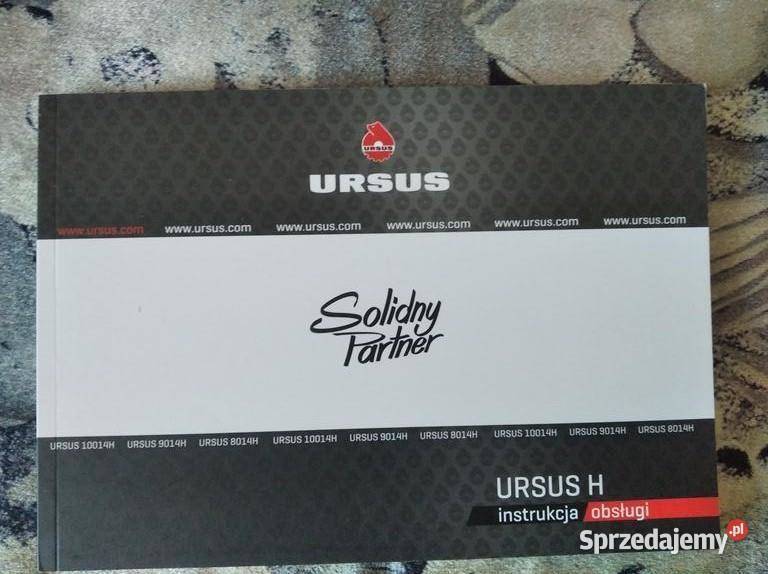 URSUS
URSUS
www.ursus.com www.ursus.com www.ursus.com www.ursus.com www.ursus.com www.ursus.com
Solidny
Partner
URSUS 10014H URSUS 9014H URSUS 8014H URSUS 10014H URSUS 9014H URSUS 8014H URSUS 10014H URSUS 9014H URSUS 8014H
URSUS H
instrukcja obsługi
Sprzedajemy.pl